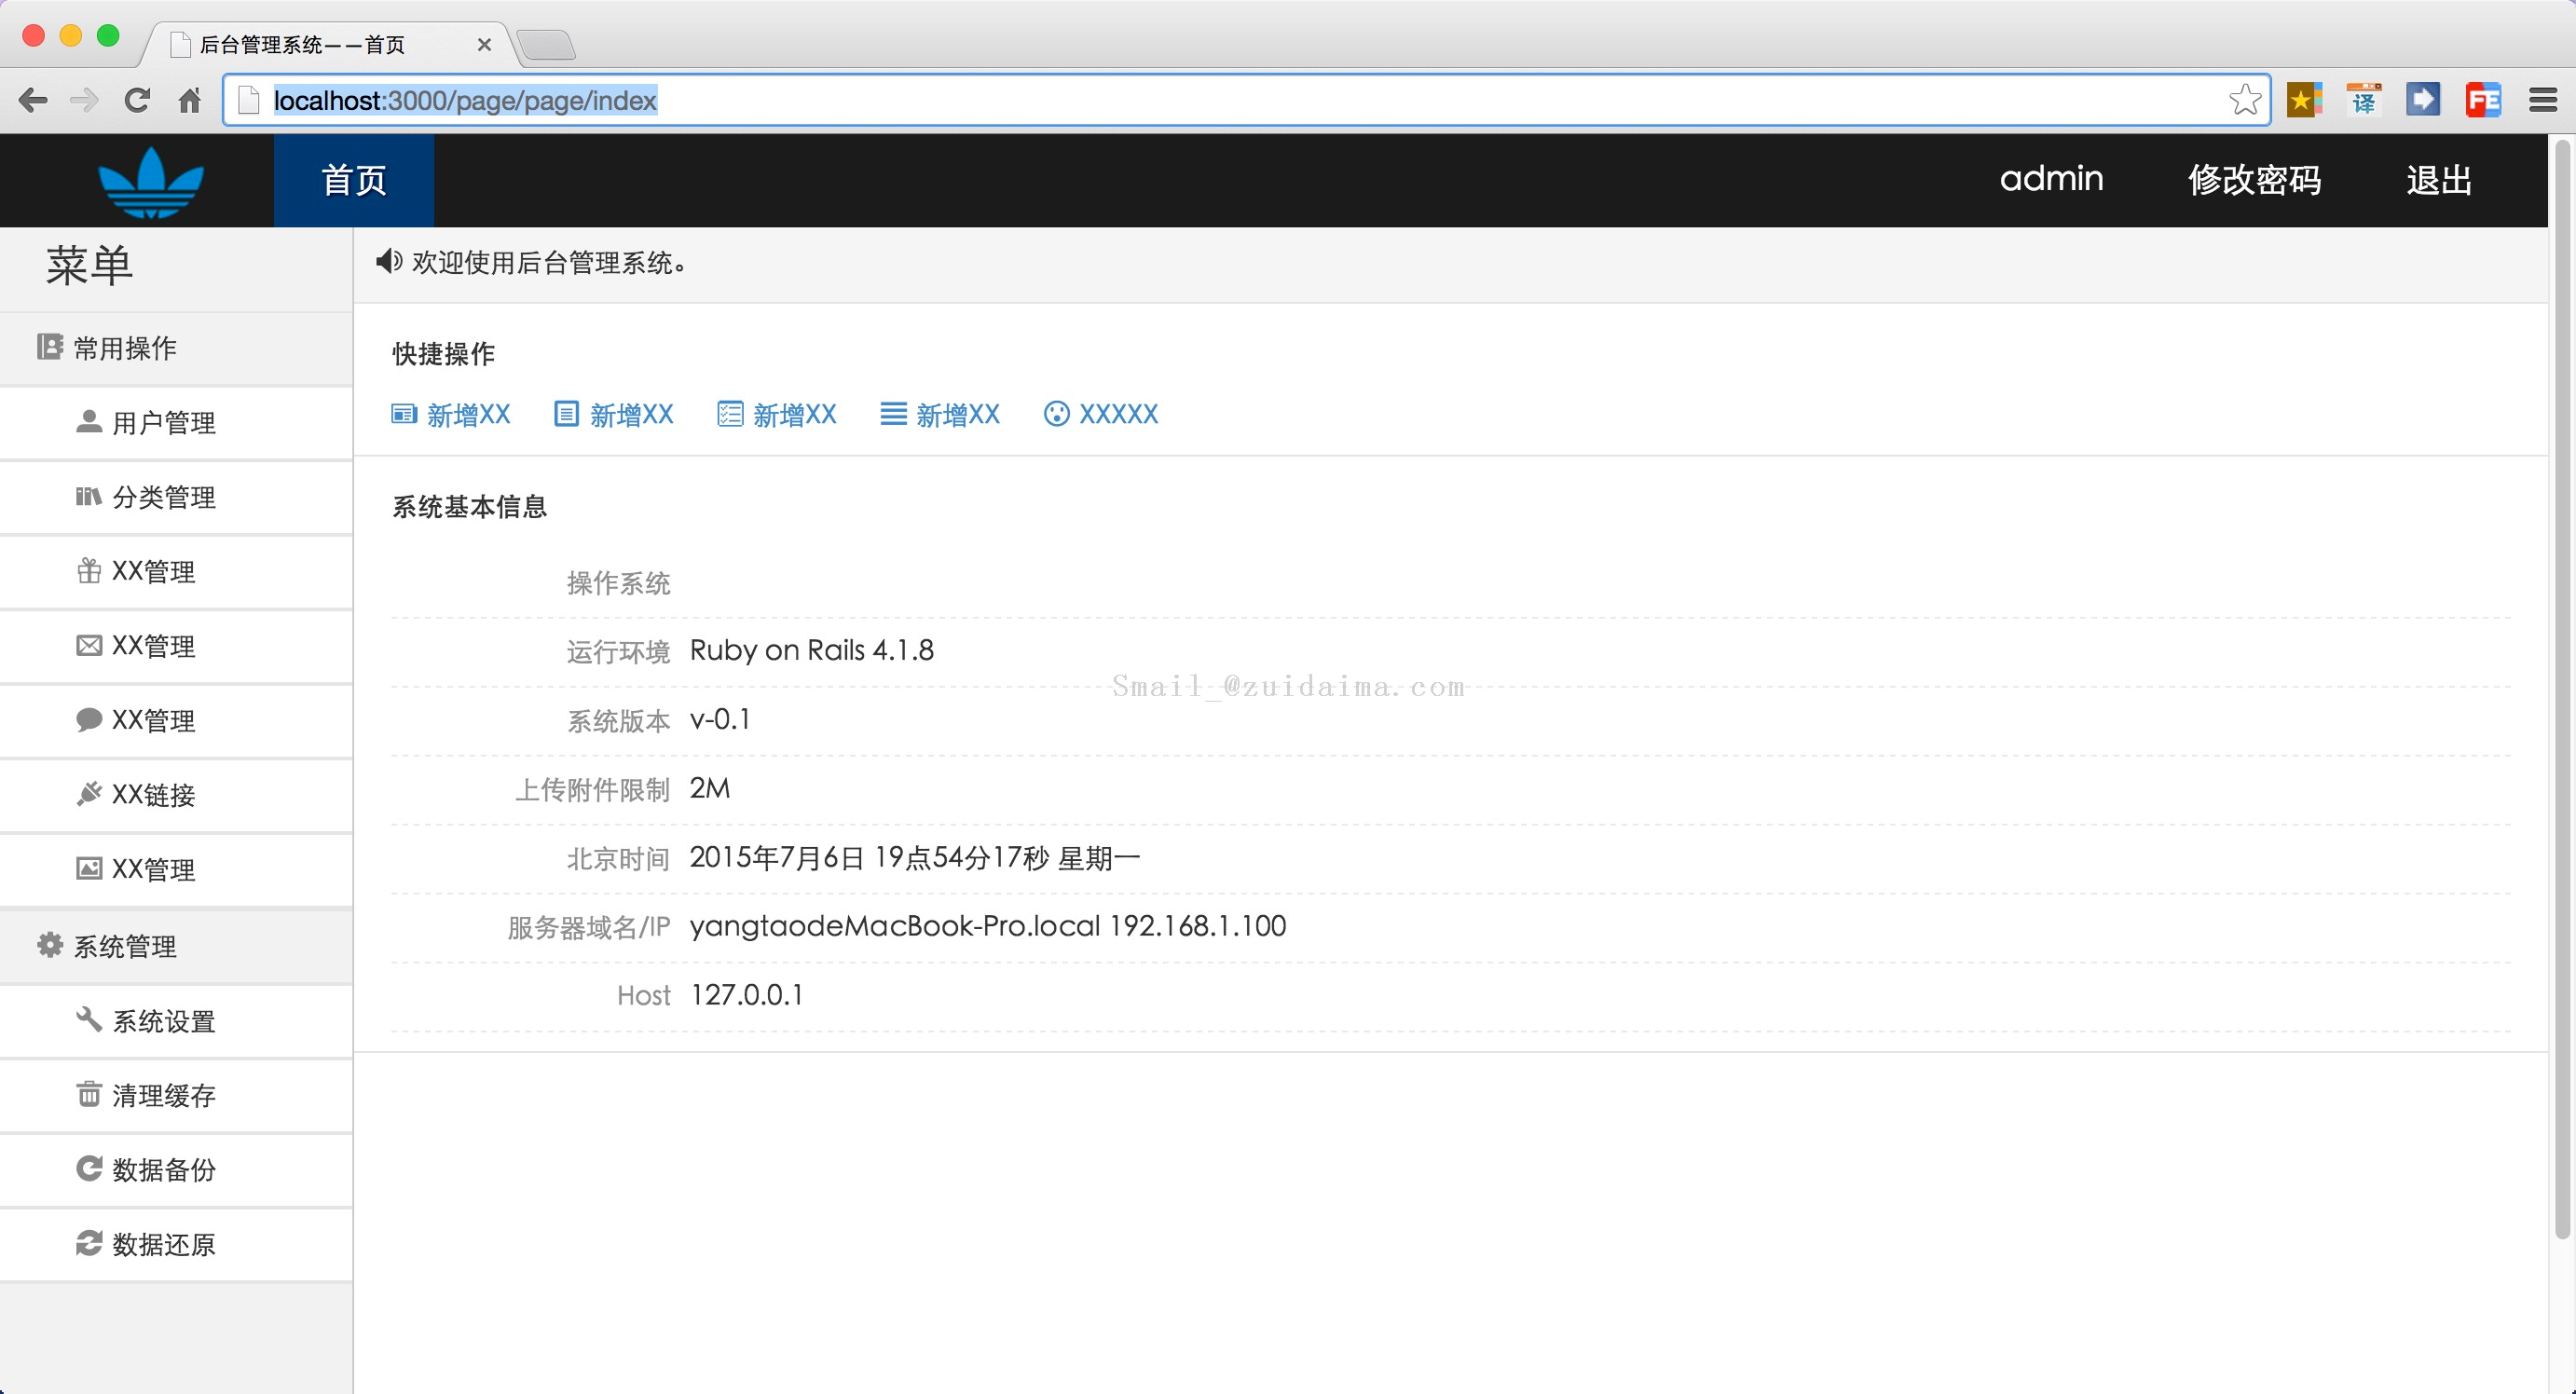 后台管理系统——首页
localhost:3000/page/page/index
首页 admin 修改密码 退出
菜单
常用操作
用户管理
分类管理
XX管理
XX管理
XX管理
XX链接
XX管理
系统管理
系统设置
清理缓存
数据备份
数据还原
欢迎使用后台管理系统。
快捷操作
新增XX 新增XX 新增XX 新增XX XXXXX
系统基本信息
操作系统
运行环境 Ruby on Rails 4.1.8
Smail_@zuidaima.com
系统版本 v-0.1
上传附件限制 2M
北京时间 2015年7月6日 19点54分17秒 星期一
服务器域名/IP yangtaodeMacBook-Pro.local 192.168.1.100
Host 127.0.0.1
译
FE